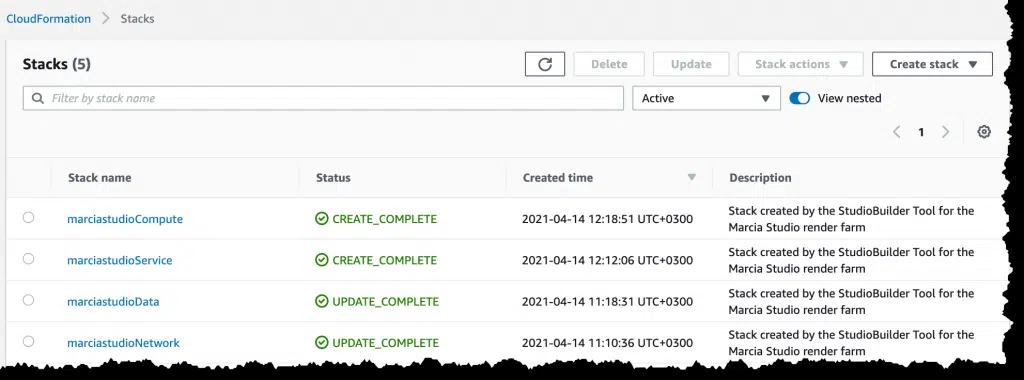 CloudFormation > Stacks
Stacks (5)
Delete
Update
Stack actions
Create stack
Filter by stack name
Active
View nested
1
Stack name Status Created time Description
marciastudioCompute CREATE_COMPLETE 2021-04-14 12:18:51 UTC+0300 Stack created by the StudioBuilder Tool for the
Marcia Studio render farm
marciastudioService CREATE_COMPLETE 2021-04-14 12:12:06 UTC+0300 Stack created by the StudioBuilder Tool for the
Marcia Studio render farm
marciastudioData UPDATE_COMPLETE 2021-04-14 11:18:31 UTC+0300 Stack created by the StudioBuilder Tool for the
Marcia Studio render farm
marciastudioNetwork UPDATE_COMPLETE 2021-04-14 11:10:36 UTC+0300 Stack created by the StudioBuilder Tool for the
Marcia Studio render farm